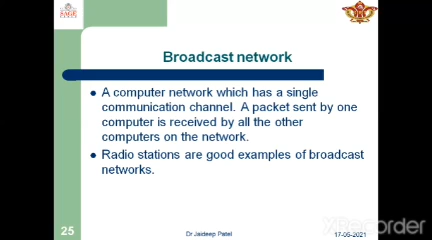 SAGE
Broadcast network
• A computer network which has a single
communication channel. A packet sent by one
computer is received by all the other
computers on the network.
• Radio stations are good examples of broadcast
networks.
25
Dr Jaideep Patel
17-05-2021